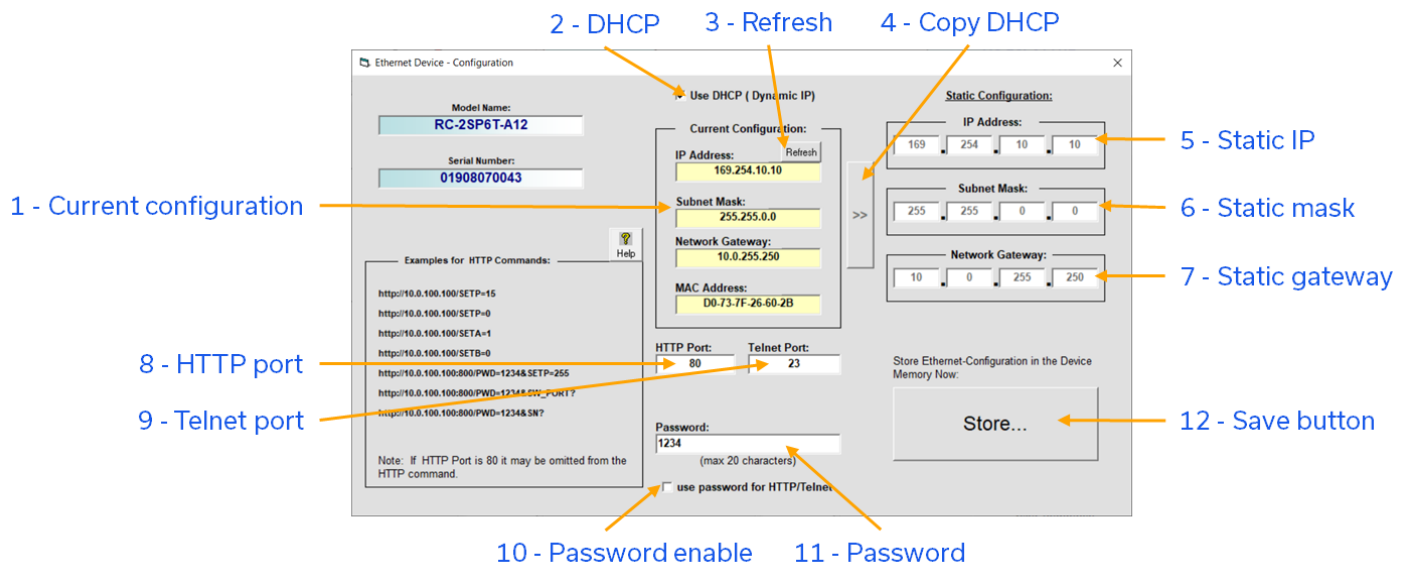 2 - DHCP
3 - Refresh
4 - Copy DHCP
Ethernet Device - Configuration
Model Name:
RC-2SP6T-A12
Serial Number:
01908070043
1 - Current configuration
Use DHCP ( Dynamic IP)
Current Configuration:
IP Address:
Refresh
169.254.10.10
Subnet Mask:
255.255.0.0
Network Gateway:
10.0.255.250
MAC Address:
D0-73-7F-26-60-2B
>>
Static Configuration:
IP Address:
169 . 254 . 10 . 10
5 - Static IP
Subnet Mask:
255 . 255 . 0 . 0
6 - Static mask
Network Gateway:
10 . 0 . 255 . 250
7 - Static gateway
Help
Examples for HTTP Commands:
http://10.0.100.100/SETP=15
http://10.0.100.100/SETP=0
http://10.0.100.100/SETA=1
http://10.0.100.100/SETB=0
http://10.0.100.100:800/PWD=1234&SETP=255
http://10.0.100.100:800/PWD=1234&SW_PORT?
http://10.0.100.100:800/PWD=1234&SN?
Note: If HTTP Port is 80 it may be omitted from the
HTTP command.
8 - HTTP port
9 - Telnet port
HTTP Port:
80
Telnet Port:
23
Password:
1234
(max 20 characters)
use password for HTTP/Telnet
Store Ethernet-Configuration in the Device
Memory Now:
Store...
12 - Save button
10 - Password enable
11 - Password